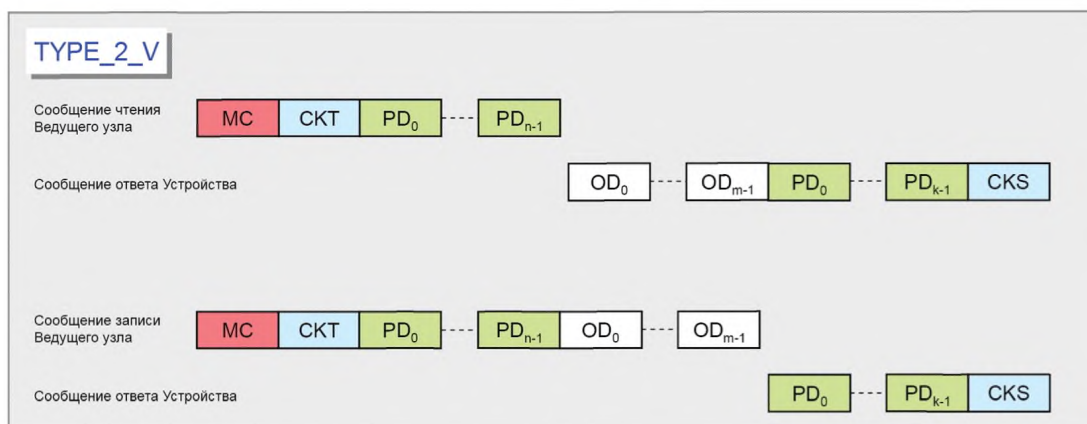 TYPE_2_V
Сообщение чтения
Ведущего узла
MC CKT PD0 PDn-1
Сообщение ответа Устройства
OD0 ODm-1 PD0 PDk-1 CKS
Сообщение записи
Ведущего узла
MC CKT PD0 PDn-1 OD0 ODm-1
Сообщение ответа Устройства
PD0 PDk-1 CKS